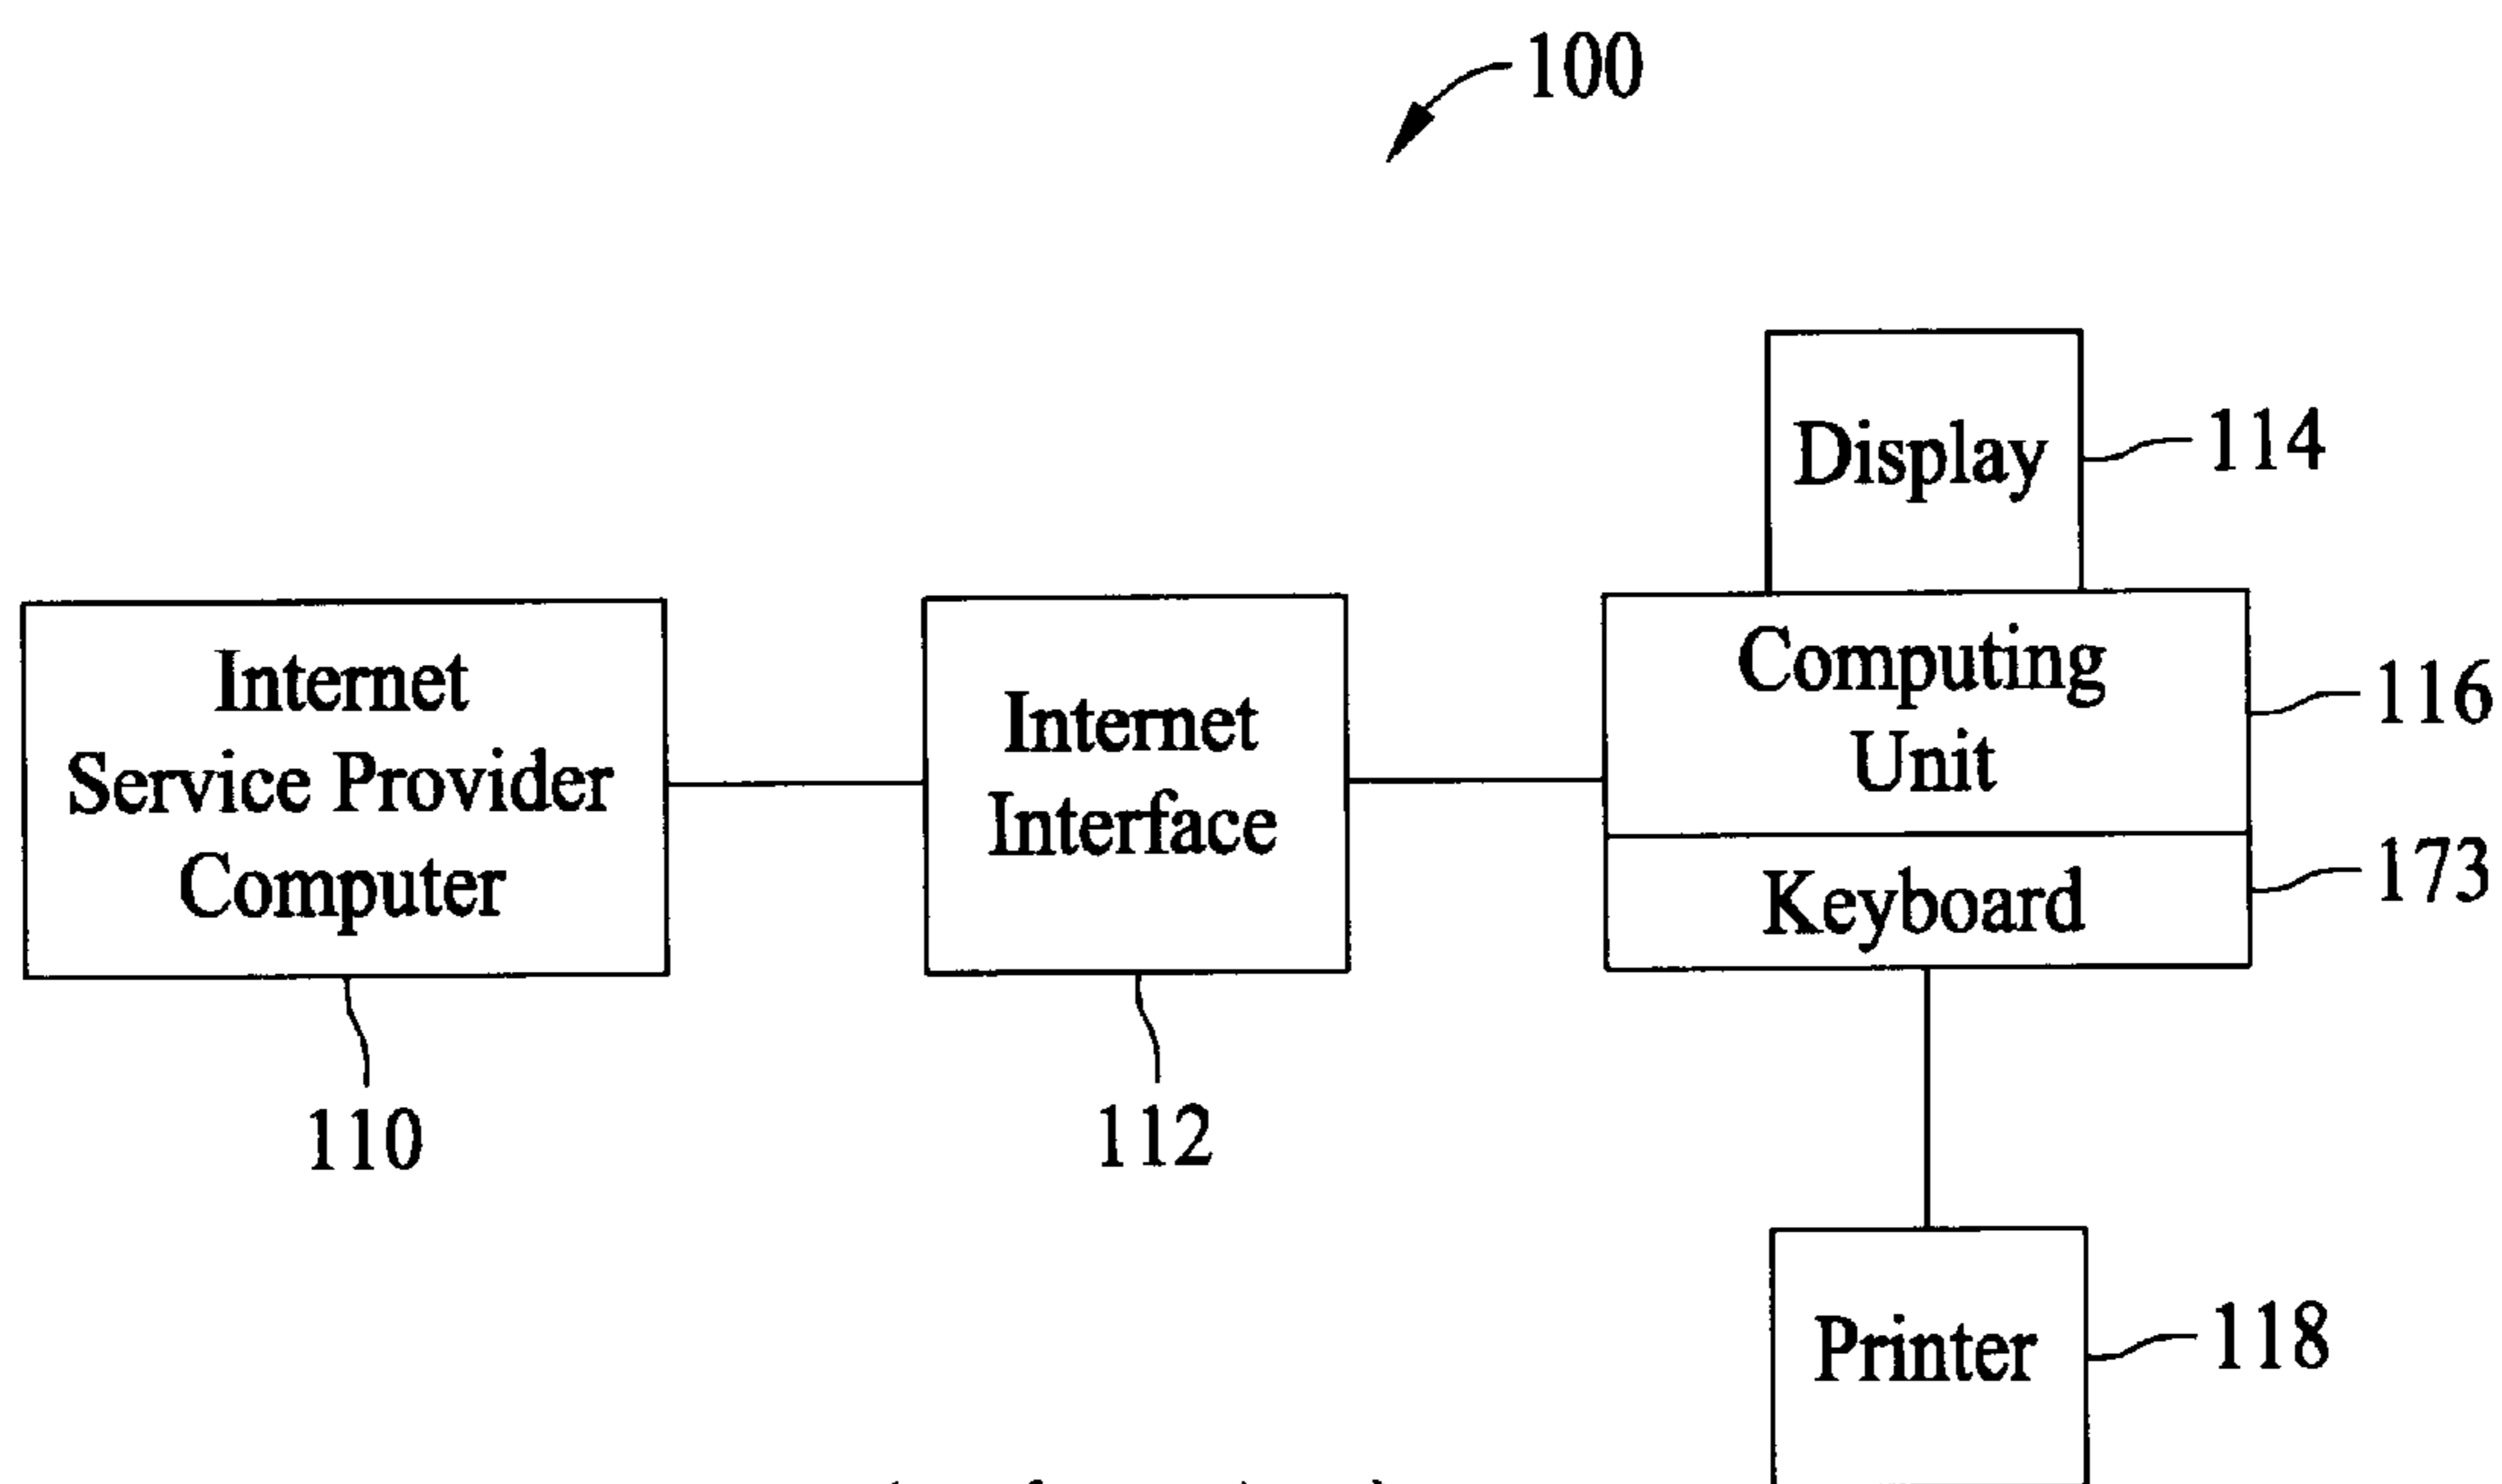 100
Display
114
Internet
Service Provider
Computer
Internet
Interface
Computing
Unit
116
Keyboard
173
110
112
Printer
118